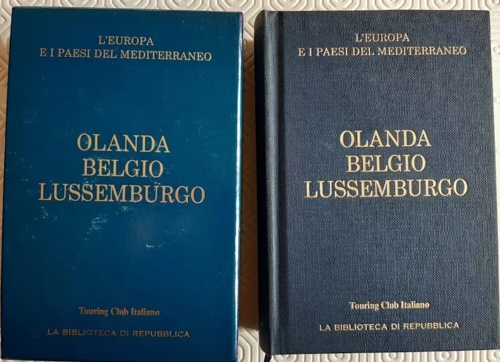 L'EUROPA
E I PAESI DEL MEDITERRANEO
OLANDA
BELGIO
LUSSEMBURGO
Touring Club Italiano
LA BIBLIOTECA DI REPUBBLICA
L'EUROPA
E I PAESI DEL MEDITERRANEO
OLANDA
BELGIO
LUSSEMBURGO
Touring Club Italiano
LA BIBLIOTECA DI REPUBBLICA